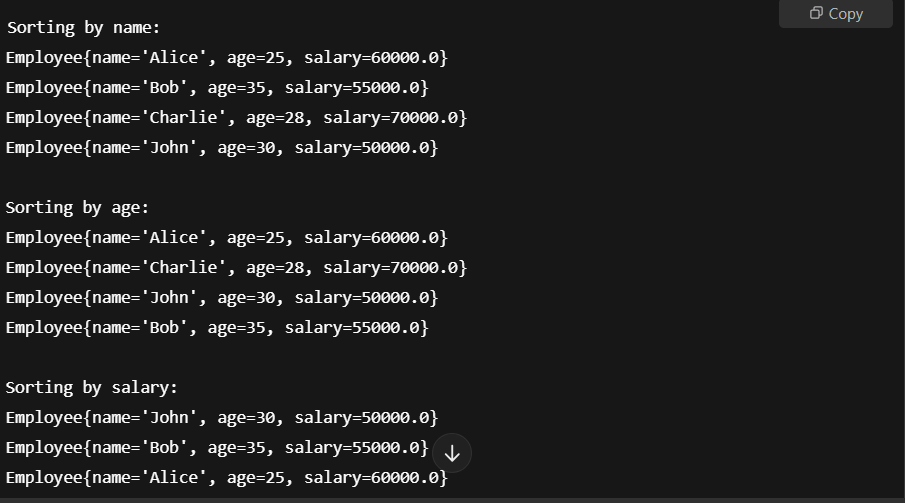 Copy
Sorting by name:
Employee{name='Alice', age=25, salary=60000.0}
Employee{name='Bob', age=35, salary=55000.0}
Employee{name='Charlie', age=28, salary=70000.0}
Employee{name='John', age=30, salary=50000.0}

Sorting by age:
Employee{name='Alice', age=25, salary=60000.0}
Employee{name='Charlie', age=28, salary=70000.0}
Employee{name='John', age=30, salary=50000.0}
Employee{name='Bob', age=35, salary=55000.0}

Sorting by salary:
Employee{name='John', age=30, salary=50000.0}
Employee{name='Bob', age=35, salary=55000.0}
Employee{name='Alice', age=25, salary=60000.0}